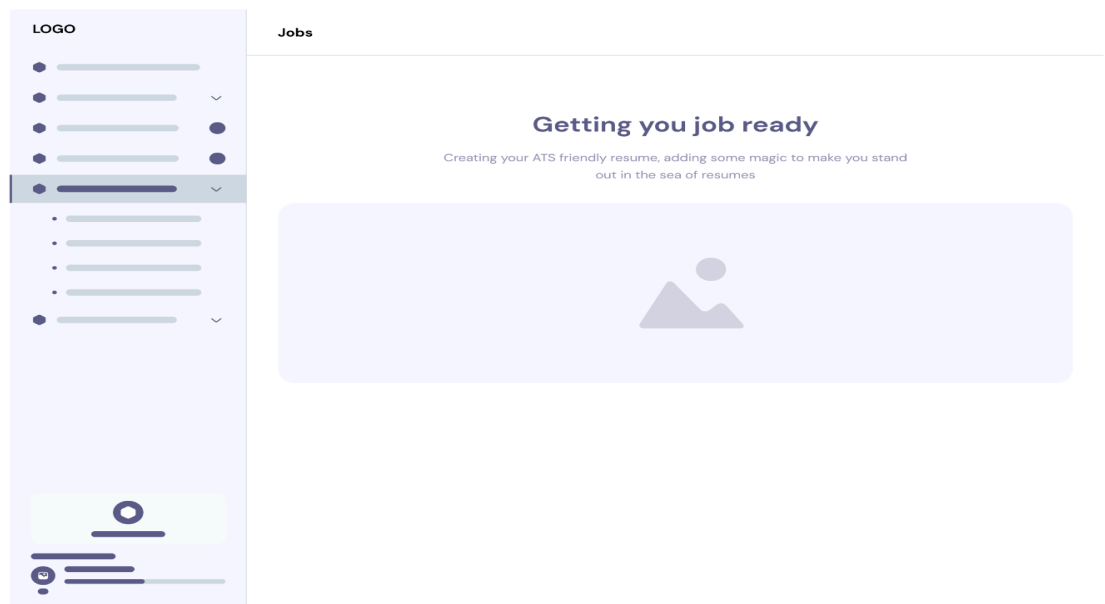 LOGO
Jobs
Getting you job ready
Creating your ATS friendly resume, adding some magic to make you stand
out in the sea of resumes